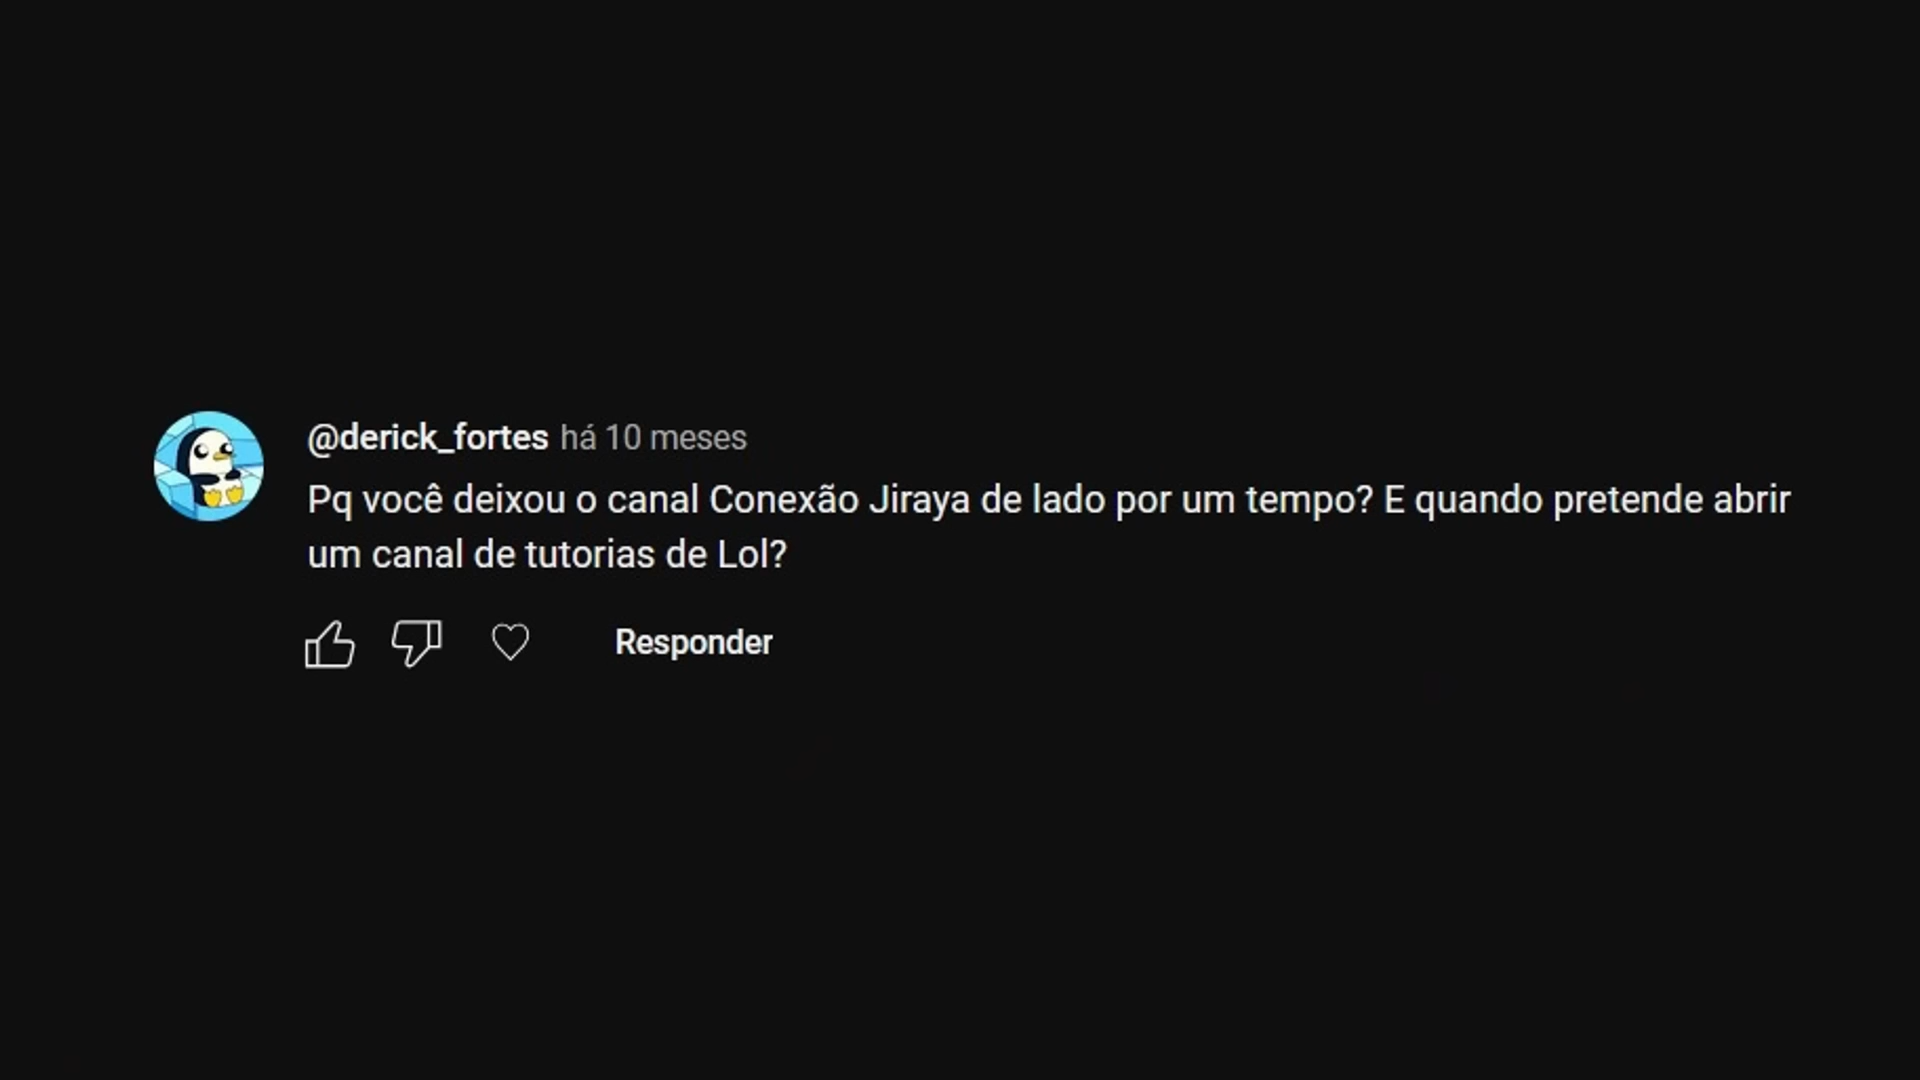 @derick_fortes há 10 meses
Pq você deixou o canal Conexão Jiraya de lado por um tempo? E quando pretende abrir
um canal de tutorias de Lol?
Responder